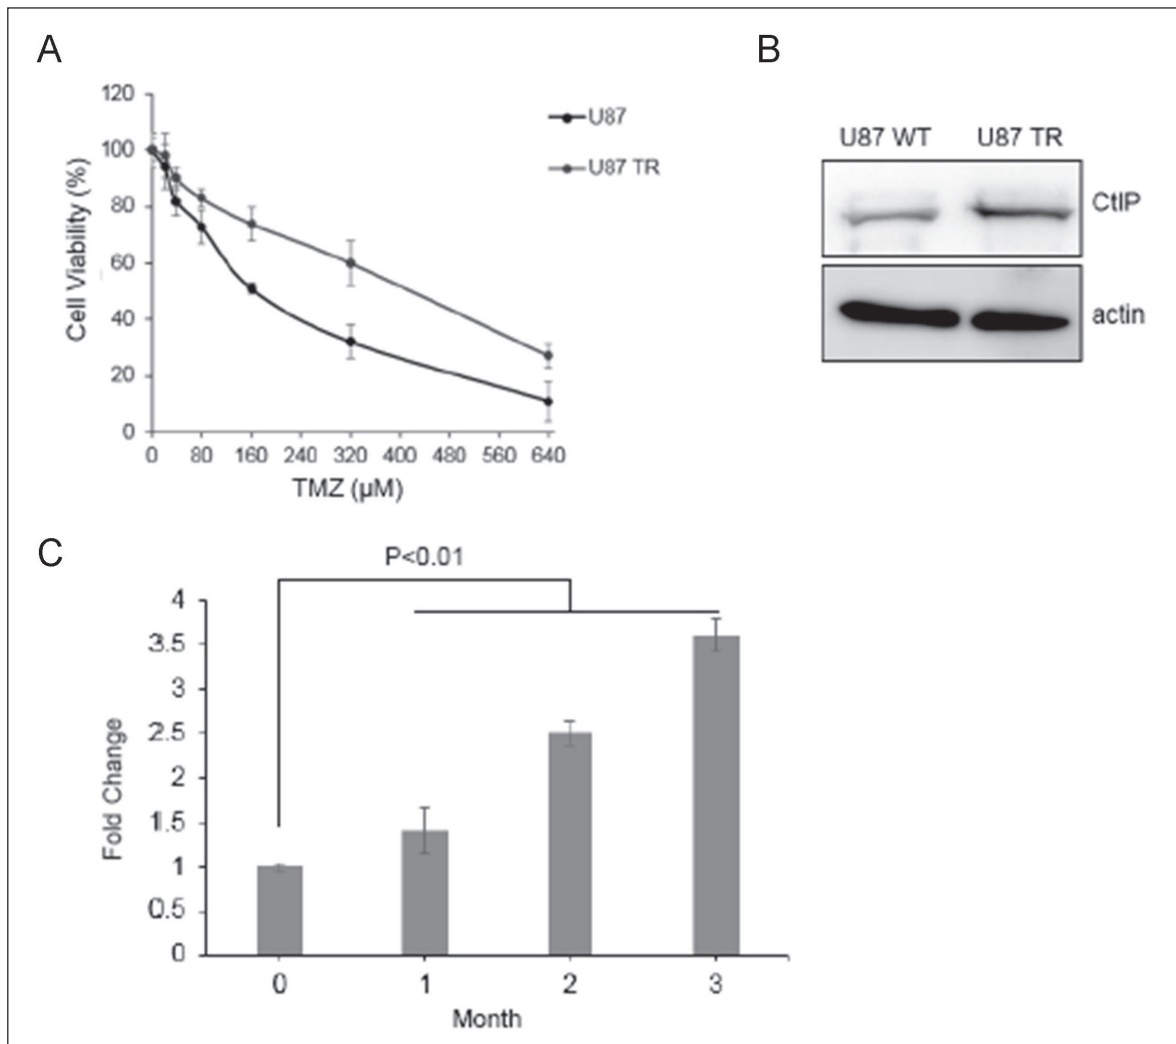 A
120
100
80
60
40
20
0
Cell Viability (%)
0 80 160 240 320 400 480 560 640
TMZ (µM)
U87
U87 TR
B
U87 WT U87 TR
CtIP
actin
C
P<0.01
4
3.5
3
2.5
2
1.5
1
0.5
0
Fold Change
0 1 2 3
Month